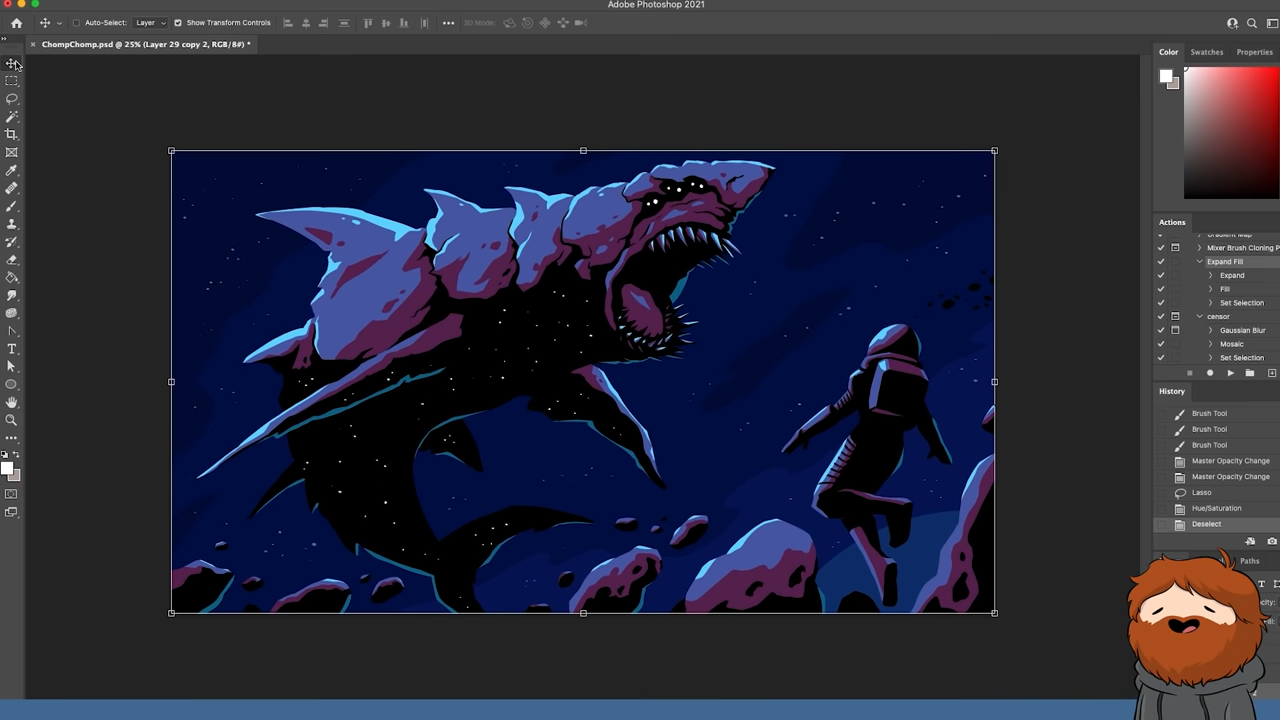 Adobe Photoshop 2021
Auto-Select: Layer Show Transform Controls 3D Mode:
ChompChomp.psd @ 25% (Layer 29 copy 2, RGB/8#) *
Color Swatches Properties
Actions
Mixer Brush Cloning P
Expand Fill
Expand
Fill
Set Selection
censor
Gaussian Blur
Mosaic
Set Selection
History
Brush Tool
Brush Tool
Brush Tool
Master Opacity Change
Master Opacity Change
Lasso
Hue/Saturation
Deselect
Paths